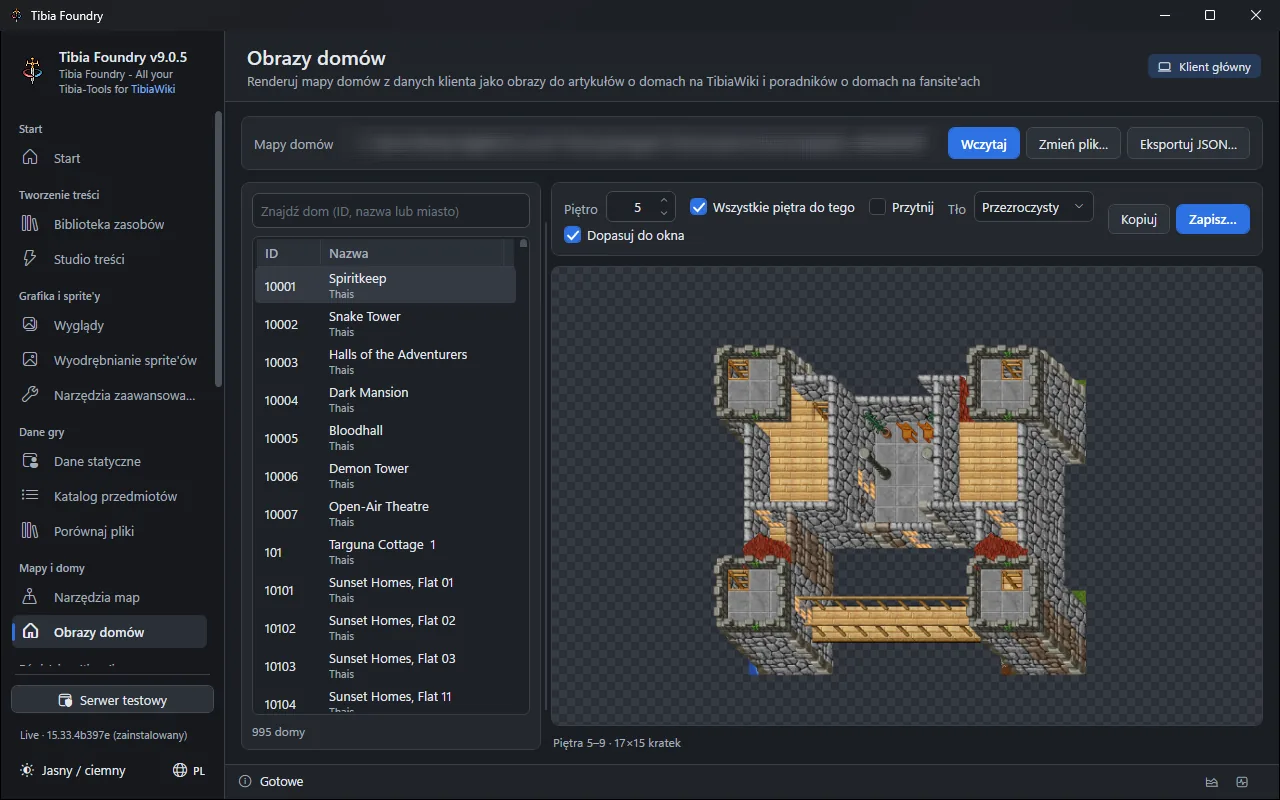 Tibia Foundry
Tibia Foundry v9.0.5
Tibia Foundry - All your
Tibia-Tools for TibiaWiki
Start
Start
Tworzenie treści
Biblioteka zasobów
Studio treści
Grafika i sprite'y
Wyglądy
Wyodrębnianie sprite'ów
Narzędzia zaawansowa...
Dane gry
Dane statyczne
Katalog przedmiotów
Porównaj pliki
Mapy i domy
Narzędzia map
Obrazy domów
Serwer testowy
Live · 15.33.4b397e (zainstalowany)
Jasny / ciemny
PL
Obrazy domów
Renderuj mapy domów z danych klienta jako obrazy do artykułów o domach na TibiaWiki i poradników o domach na fansite'ach
Klient główny
Mapy domów
Wczytaj
Zmień plik...
Eksportuj JSON...
Znajdź dom (ID, nazwa lub miasto)
ID Nazwa
10001 Spiritkeep
Thais
10002 Snake Tower
Thais
10003 Halls of the Adventurers
Thais
10004 Dark Mansion
Thais
10005 Bloodhall
Thais
10006 Demon Tower
Thais
10007 Open-Air Theatre
Thais
101 Targuna Cottage 1
Thais
10101 Sunset Homes, Flat 01
Thais
10102 Sunset Homes, Flat 02
Thais
10103 Sunset Homes, Flat 03
Thais
10104 Sunset Homes, Flat 11
Thais
995 domy
Piętro 5 Wszystkie piętra do tego Przytnij Tło Przezroczysty
Dopasuj do okna
Kopiuj
Zapisz...
Piętra 5–9 · 17×15 kratek
Gotowe